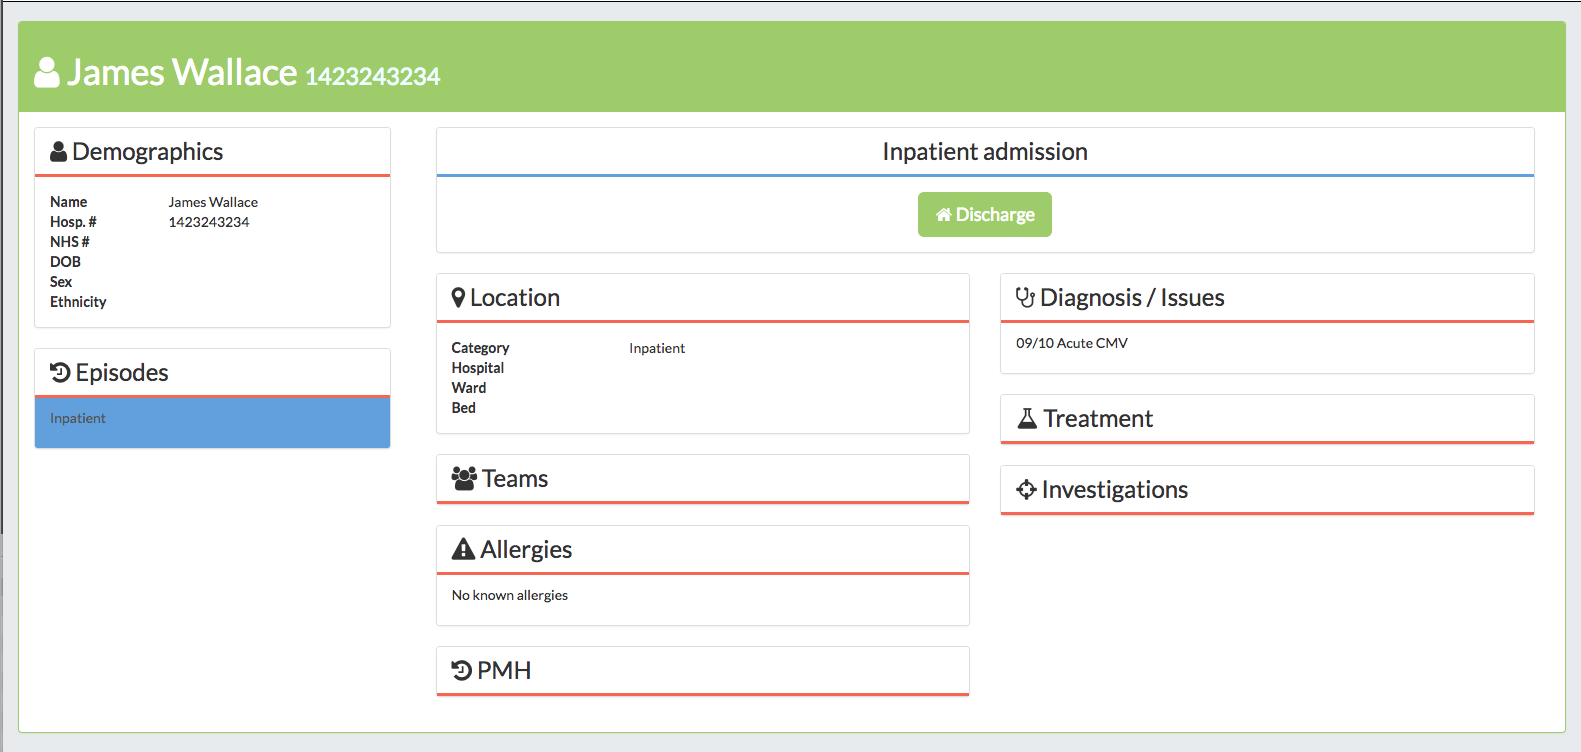 James Wallace 1423243234
Demographics
Name James Wallace
Hosp. # 1423243234
NHS #
DOB
Sex
Ethnicity
Episodes
Inpatient
Inpatient admission
Discharge
Location
Category Inpatient
Hospital
Ward
Bed
Teams
Allergies
No known allergies
PMH
Diagnosis / Issues
09/10 Acute CMV
Treatment
Investigations